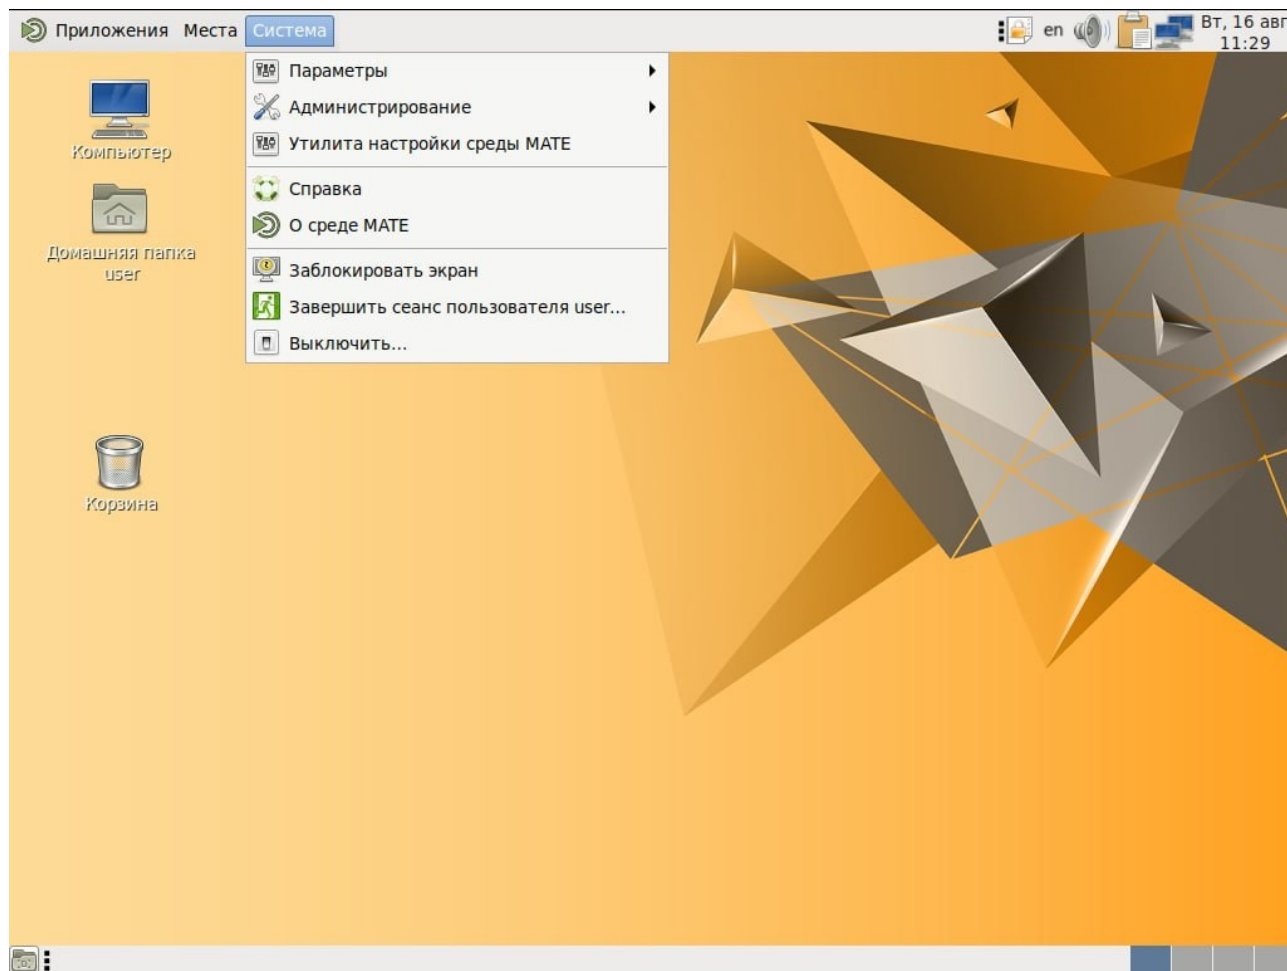 Приложения Места Система
en
Вт, 16 авг
11:29
Параметры
Администрирование
Утилита настройки среды MATE
Справка
О среде MATE
Заблокировать экран
Завершить сеанс пользователя user...
Выключить...
Компьютер
Домашняя папка
user
Корзина